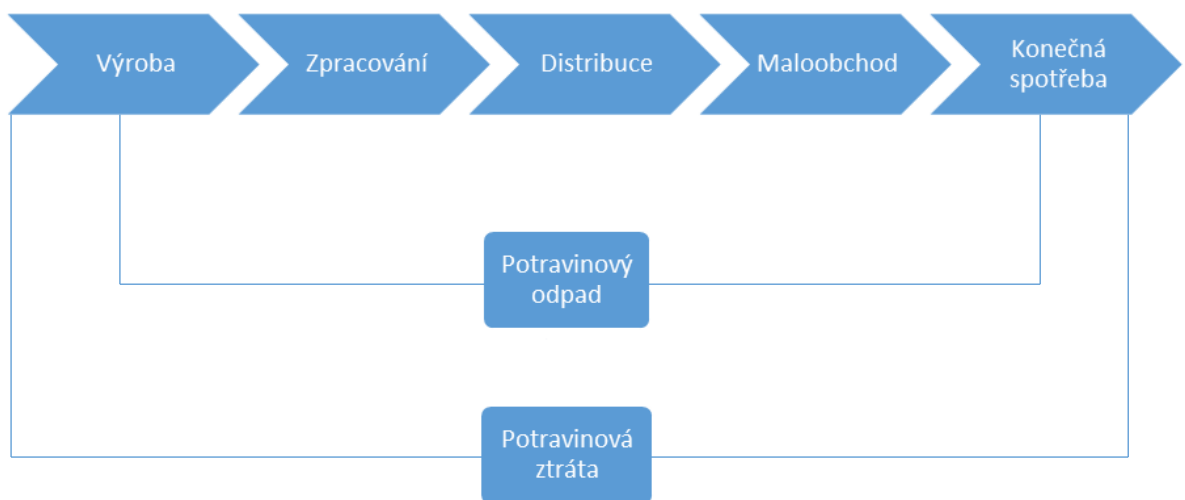 Výroba
Zpracování
Distribuce
Maloobchod
Konečná
spotřeba
Potravinový
odpad
Potravinová
ztráta